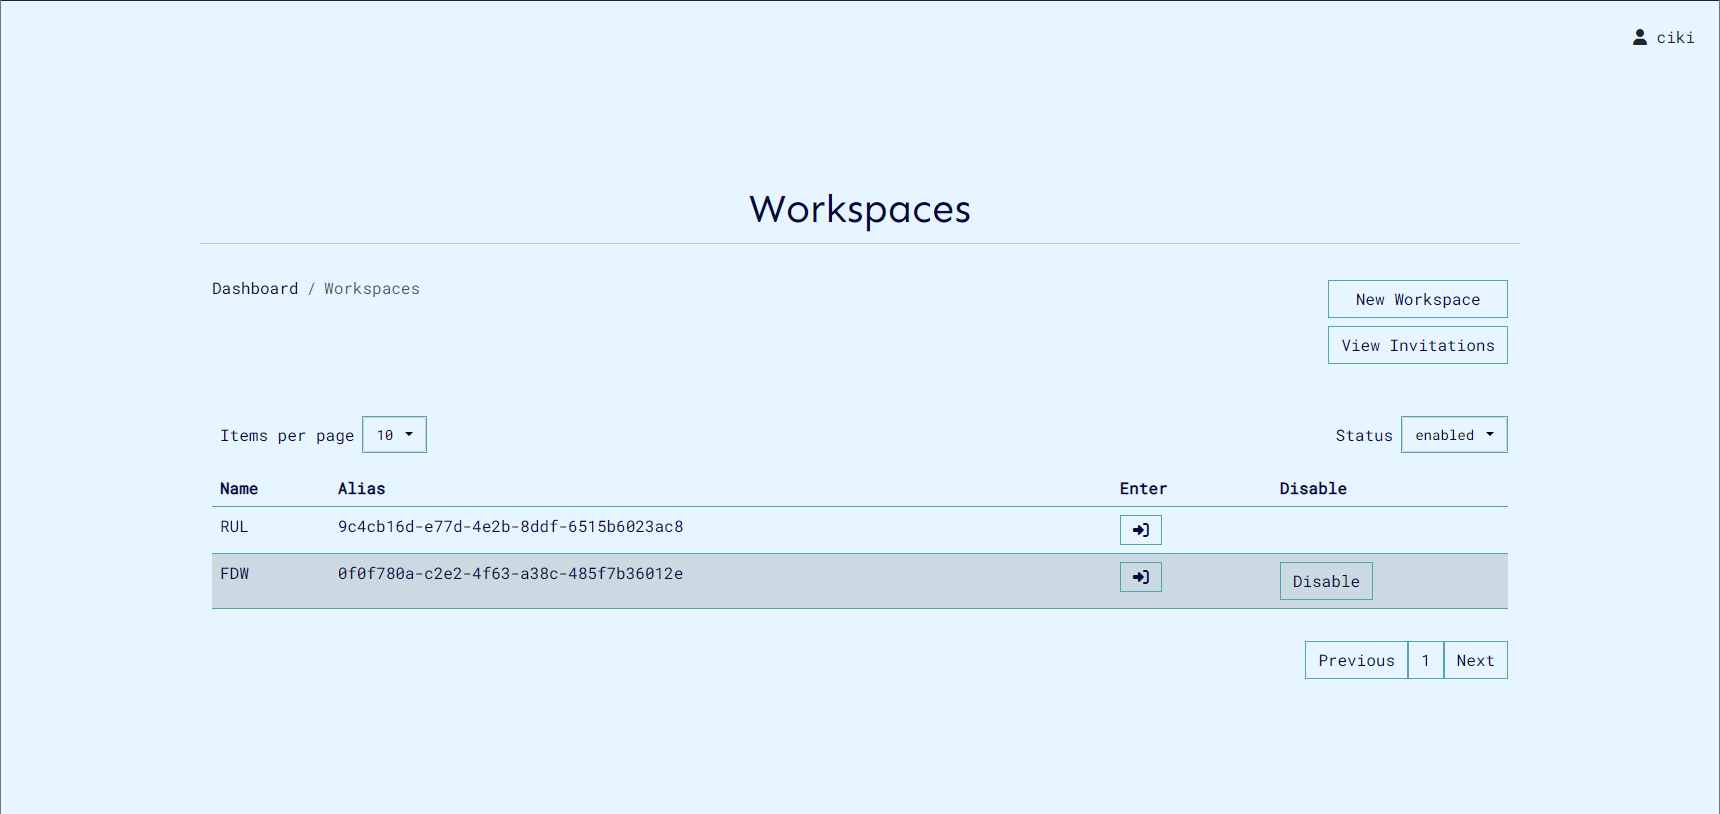 ciki
Workspaces
Dashboard / Workspaces
New Workspace
View Invitations
Items per page 10
Status enabled
Name Alias Enter Disable
RUL 9c4cb16d-e77d-4e2b-8ddf-6515b6023ac8
FDW 0f0f780a-c2e2-4f63-a38c-485f7b36012e Disable
Previous 1 Next